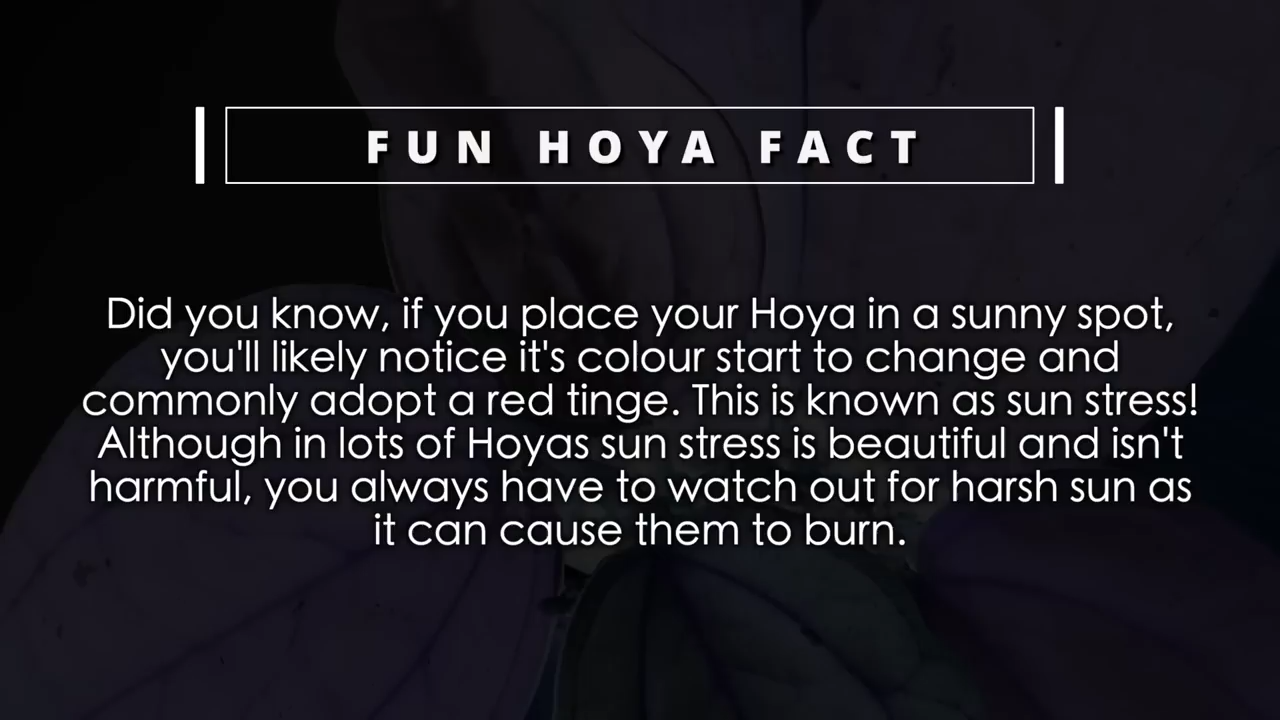 FUN HOYA FACT
Did you know, if you place your Hoya in a sunny spot,
you'll likely notice it's colour start to change and
commonly adopt a red tinge. This is known as sun stress!
Although in lots of Hoyas sun stress is beautiful and isn't
harmful, you always have to watch out for harsh sun as
it can cause them to burn.